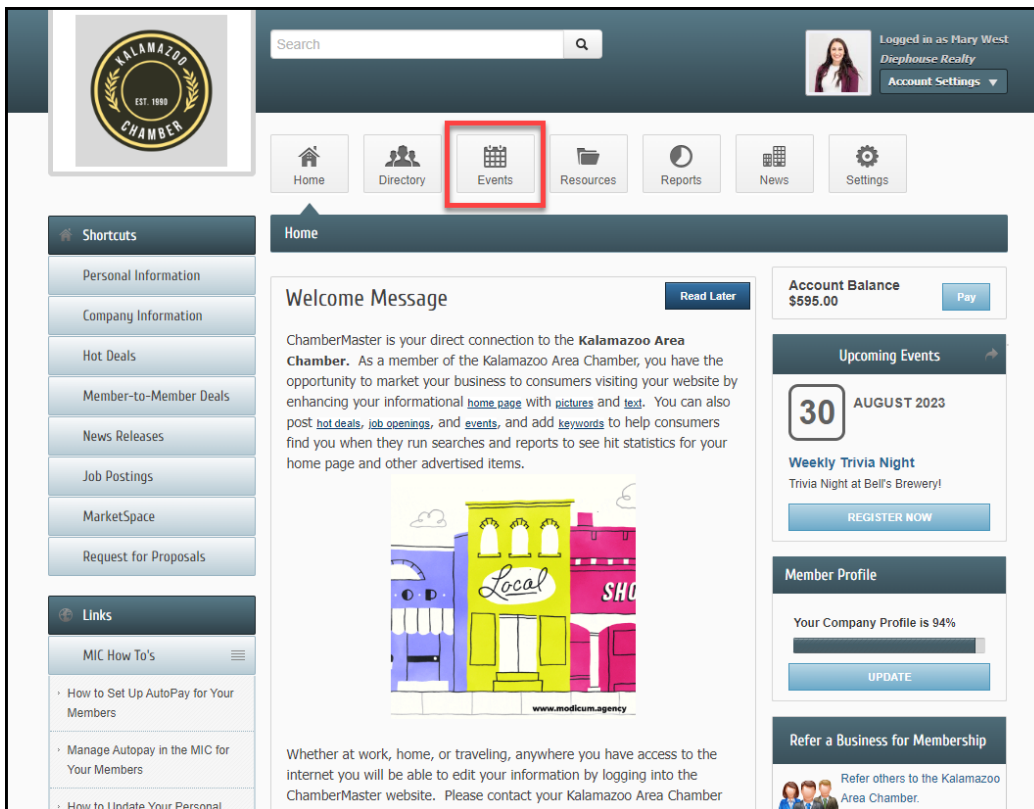 KALAMAZOO
EST. 1990
CHAMBER
Search
Logged in as Mary West
Diephouse Realty
Account Settings
Home
Directory
Events
Resources
Reports
News
Settings
Shortcuts
Personal Information
Company Information
Hot Deals
Member-to-Member Deals
News Releases
Job Postings
MarketSpace
Request for Proposals
Links
MIC How To's
How to Set Up AutoPay for Your
Members
Manage Autopay in the MIC for
Your Members
How to Update Your Personal
Home
Welcome Message
Read Later
ChamberMaster is your direct connection to the Kalamazoo Area
Chamber. As a member of the Kalamazoo Area Chamber, you have the
opportunity to market your business to consumers visiting your website by
enhancing your informational home page with pictures and text. You can also
post hot deals, job openings, and events, and add keywords to help consumers
find you when they run searches and reports to see hit statistics for your
home page and other advertised items.
Local
SHO
www.modicum.agency
Whether at work, home, or traveling, anywhere you have access to the
internet you will be able to edit your information by logging into the
ChamberMaster website. Please contact your Kalamazoo Area Chamber
Account Balance
$595.00
Pay
Upcoming Events
30
AUGUST 2023
Weekly Trivia Night
Trivia Night at Bell's Brewery!
REGISTER NOW
Member Profile
Your Company Profile is 94%
UPDATE
Refer a Business for Membership
Refer others to the Kalamazoo
Area Chamber.